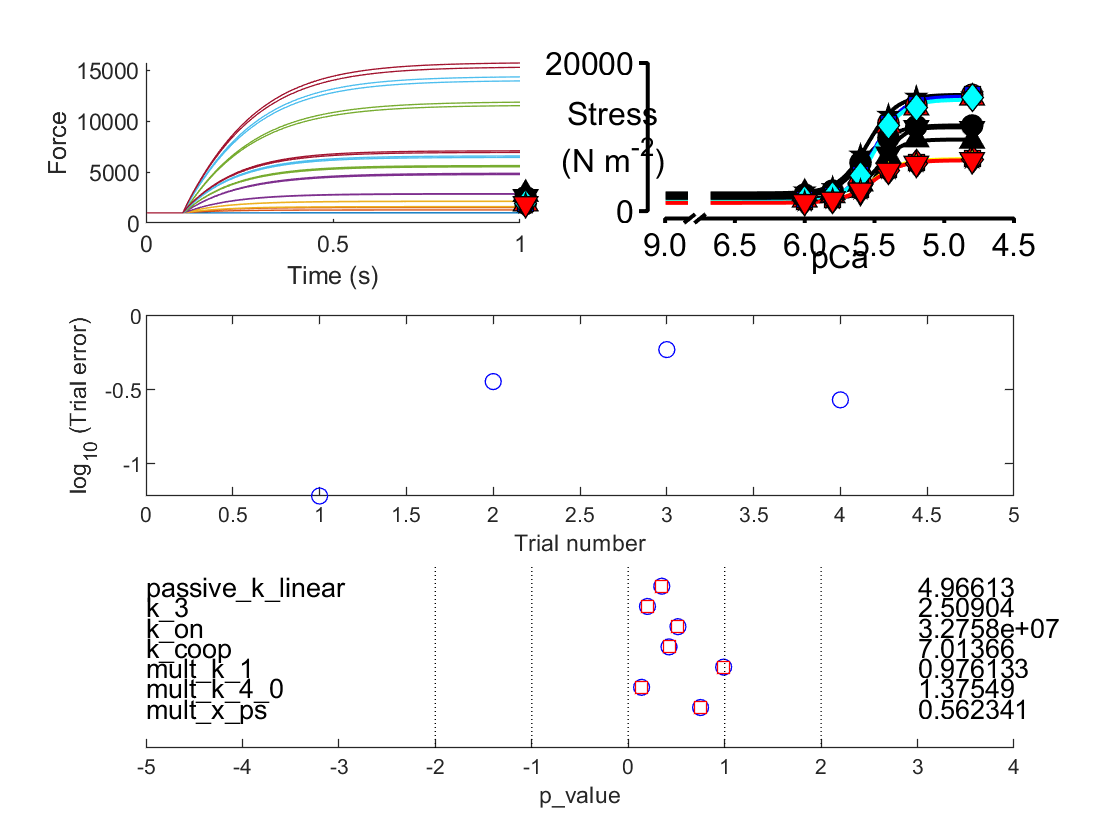 15000
10000
5000
0
Force
0
0.5
1
Time (s)
20000
Stress
(N m-2)
0
9.0
6.5
6.0
5.5
5.0
4.5
pCa
0
-0.5
-1
log10 (Trial error)
0
0.5
1
1.5
2
2.5
3
3.5
4
4.5
5
Trial number
passive_k_linear 4.96613
k_3 2.50904
k_on 3.2758e+07
k_coop 7.01366
mult_k_1 0.976133
mult_k_4_0 1.37549
mult_x_ps 0.562341
-5
-4
-3
-2
-1
0
1
2
3
4
p_value